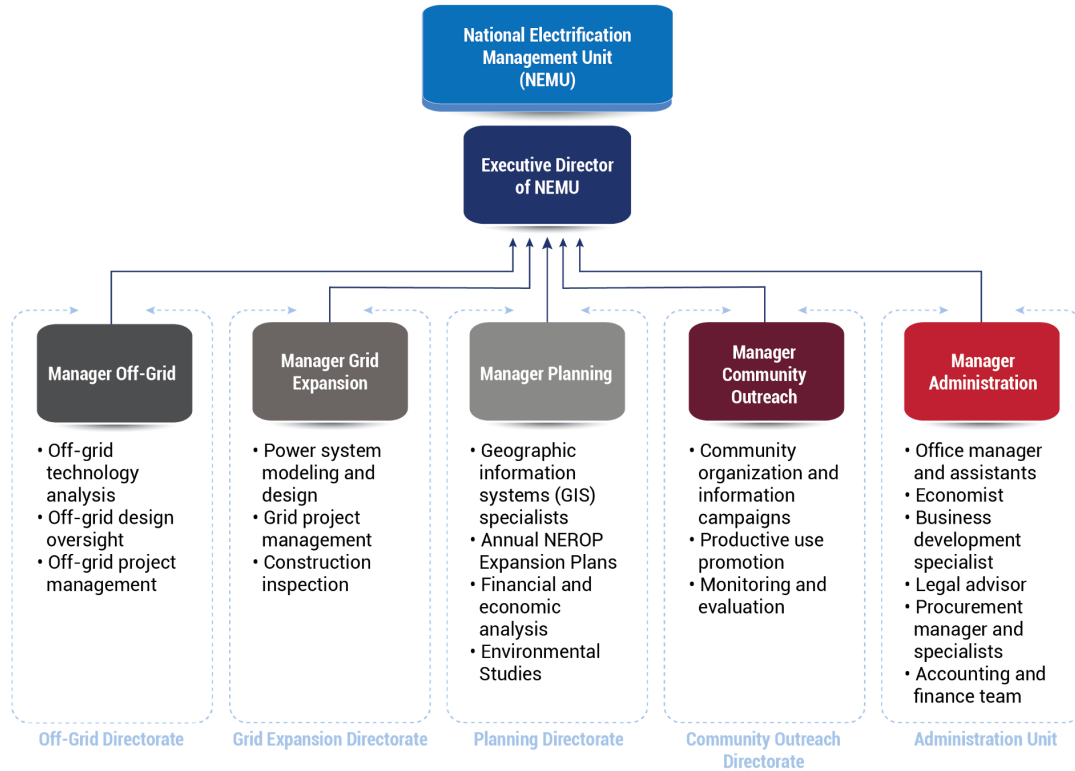 National Electrification
Management Unit
(NEMU)
Executive Director
of NEMU
Manager Off-Grid
• Off-grid
technology
analysis
• Off-grid design
oversight
• Off-grid project
management
Off-Grid Directorate
Manager Grid
Expansion
• Power system
modeling and
design
• Grid project
management
• Construction
inspection
Grid Expansion Directorate
Manager Planning
• Geographic
information
systems (GIS)
specialists
• Annual NEROP
Expansion Plans
• Financial and
economic
analysis
• Environmental
Studies
Planning Directorate
Manager
Community
Outreach
• Community
organization and
information
campaigns
• Productive use
promotion
• Monitoring and
evaluation
Community Outreach
Directorate
Manager
Administration
• Office manager
and assistants
• Economist
• Business
development
specialist
• Legal advisor
• Procurement
manager and
specialists
• Accounting and
finance team
Administration Unit